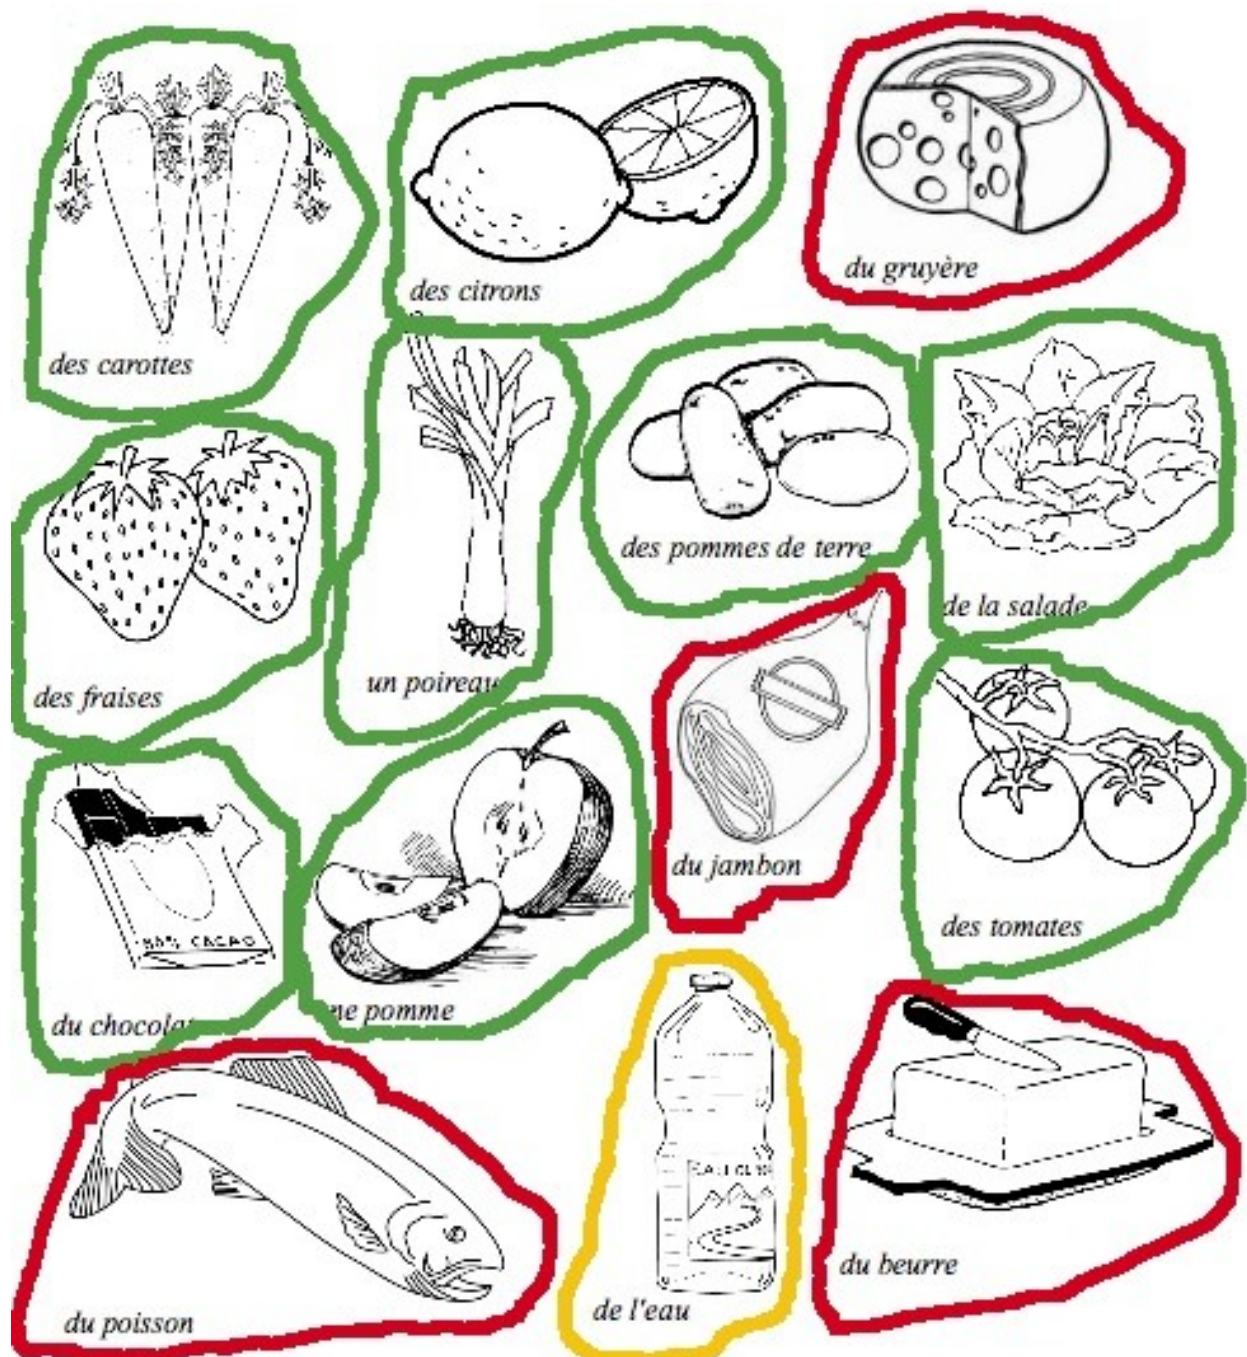 des carottes
des citrons
du gruyère
des fraises
un poireau
des pommes de terre
de la salade
du jambon
des tomates
CACAO
du chocolat
pomme
du poisson
de l'eau
du beurre